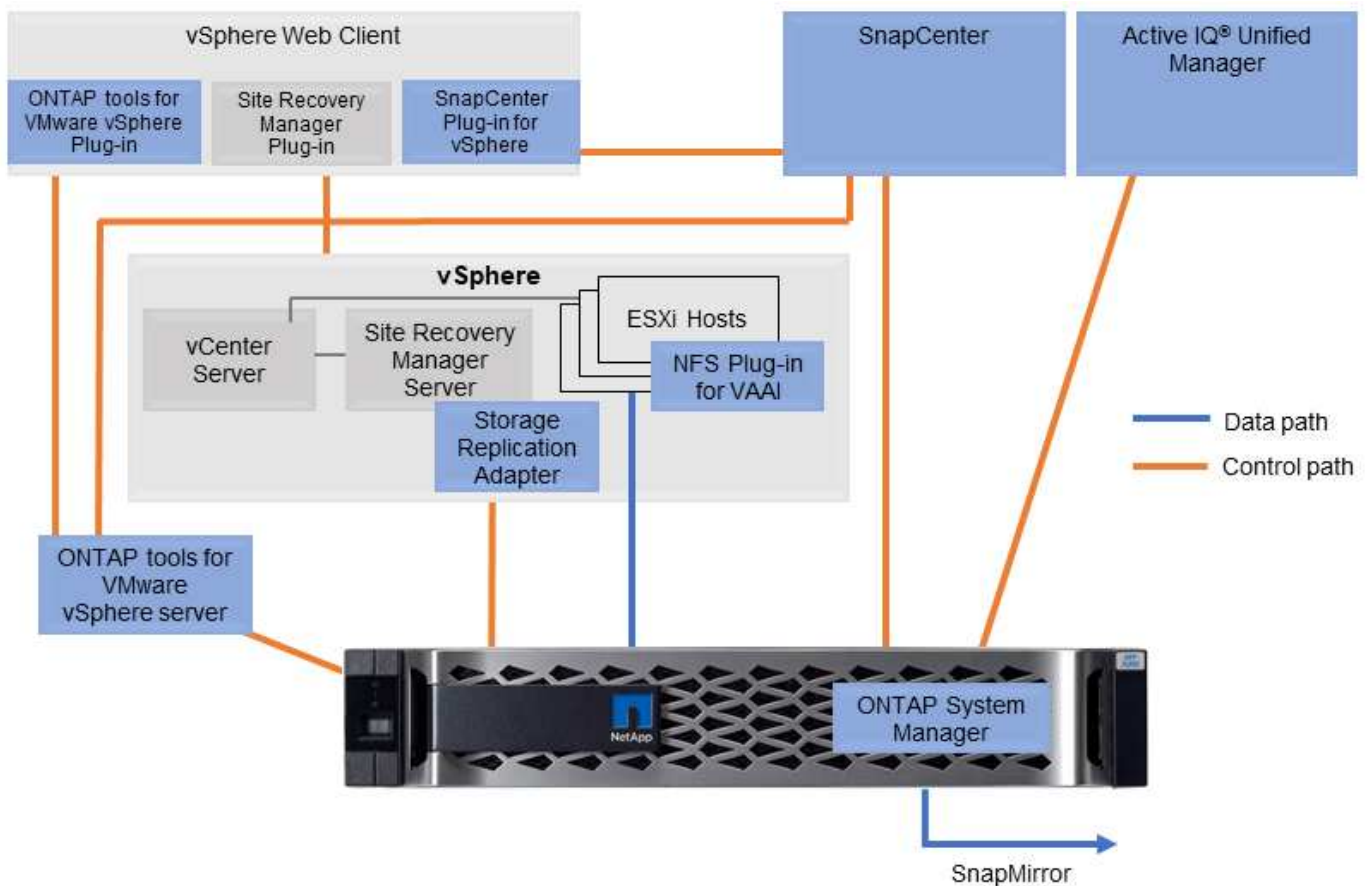 vSphere Web Client
ONTAP tools for
VMware vSphere
Plug-in
Site Recovery
Manager
Plug-in
SnapCenter
Plug-in for
vSphere
SnapCenter
Active IQ® Unified
Manager
vSphere
vCenter
Server
Site Recovery
Manager
Server
Storage
Replication
Adapter
ESXi Hosts
NFS Plug-in
for VAAI
Data path
Control path
ONTAP tools for
VMware
vSphere server
NetApp
ONTAP System
Manager
SnapMirror